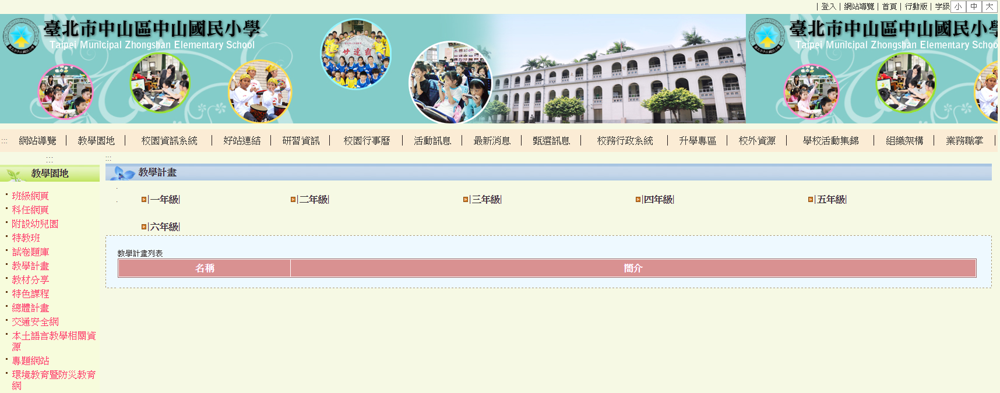 | 登入 | 網站導覽 | 首頁 | 行動版 | 字級 小 中 大
臺北市中山區中山國民小學
Taipei Municipal Zhongshan Elementary School
臺北市中山區中山國民小學
Taipei Municipal Zhongshan Elementary Schoo
::: 網站導覽 | 教學園地 | 校園資訊系統 | 好站連結 | 研習資訊 | 校園行事曆 | 活動訊息 | 最新消息 | 甄選訊息 | 校務行政系統 | 升學專區 | 校外資源 | 學校活動集錦 | 組織架構 | 業務職掌 |
:::
教學園地
班級網頁
科任網頁
附設幼兒園
特教班
試卷題庫
教學計畫
教材分享
特色課程
總體計畫
交通安全網
本土語言教學相關資
源
專題網站
環境教育暨防災教育
網
:::
教學計畫
|一年級| |二年級| |三年級| |四年級| |五年級|
|六年級|
教學計畫列表
名稱 簡介